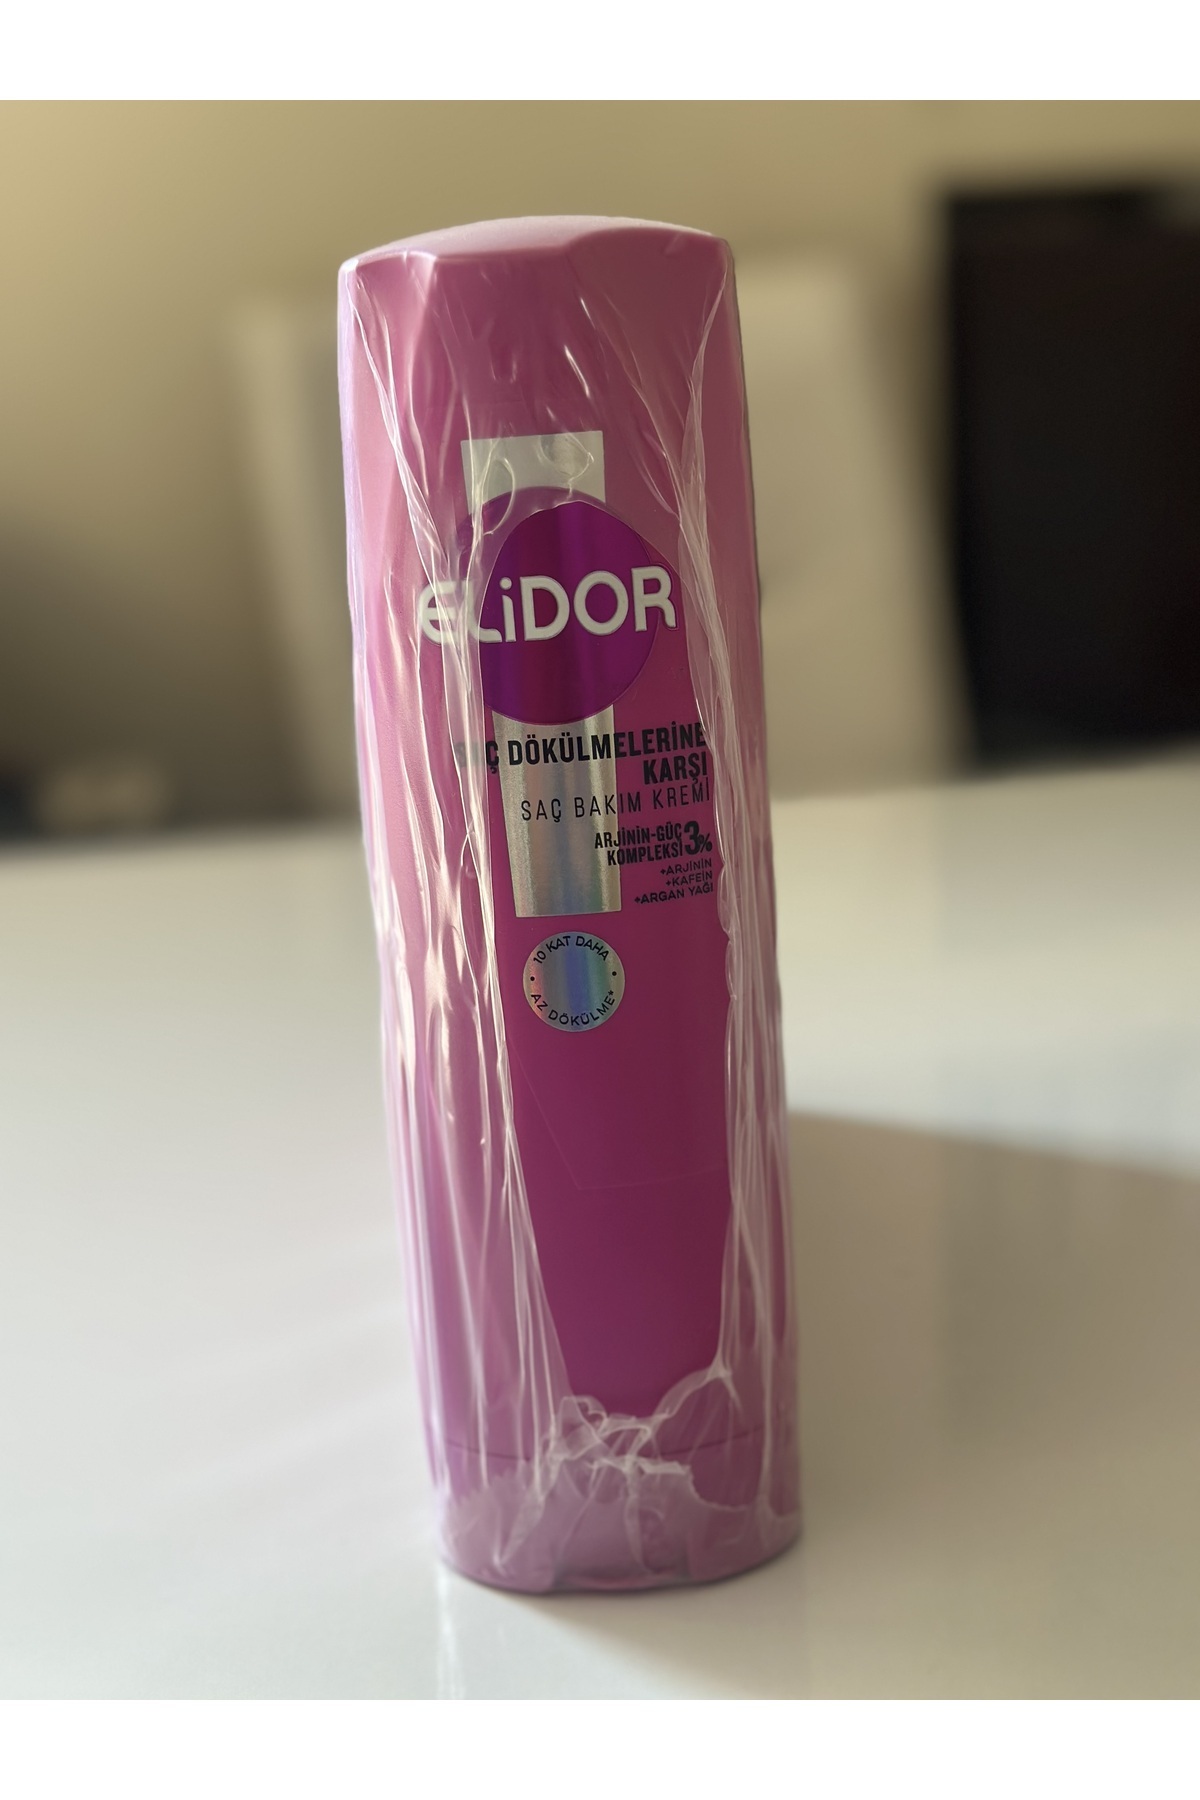 ELiDOR
SAÇ DÖKÜLMELERİNE
KARŞI
SAÇ BAKIM KREMİ
ARJİNİN-GÜÇ
KOMPLEKSİ 3%
+ARJİNİN
+KAFEİN
+ARGAN YAĞI
10 KAT DAHA
AZ DÖKÜLME*